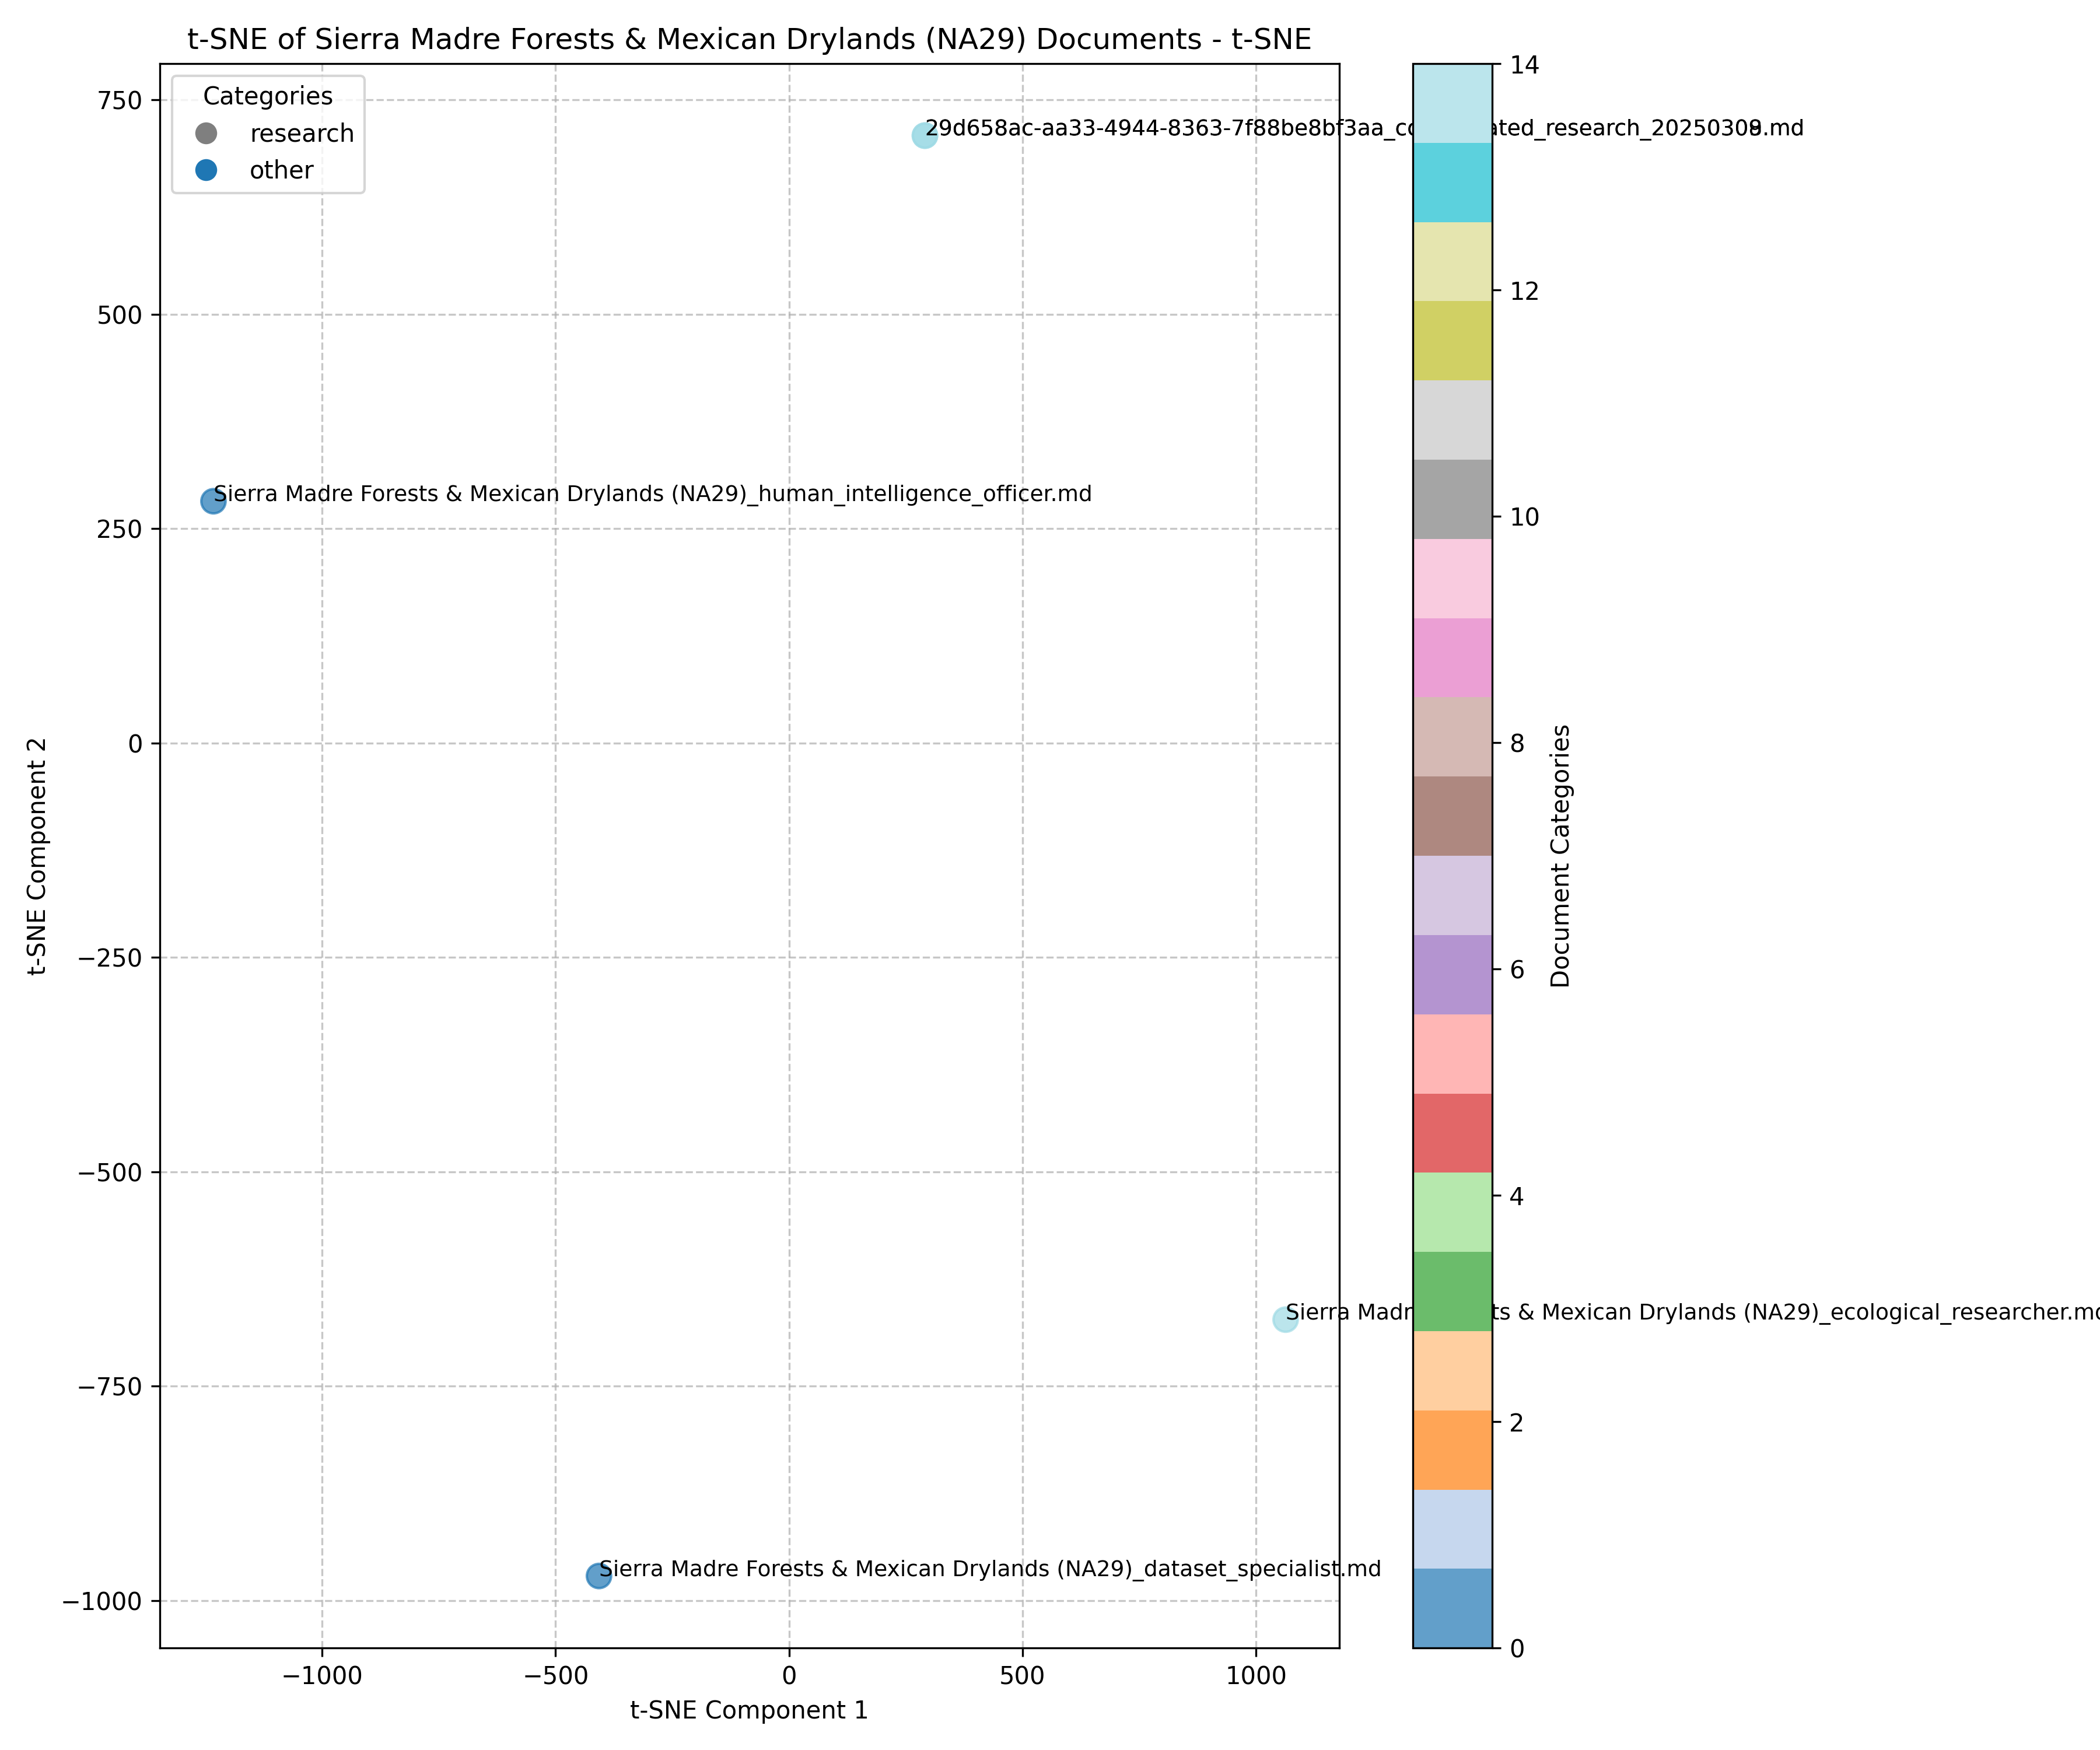 t-SNE of Sierra Madre Forests & Mexican Drylands (NA29) Documents - t-SNE
Categories
research
other
29d658ac-aa33-4944-8363-7f88be8bf3aa_co ated_research_2025030 .md
Sierra Madre Forests & Mexican Drylands (NA29)_human_intelligence_officer.md
Sierra Madr ts & Mexican Drylands (NA29)_ecological_researcher.md
Sierra Madre Forests & Mexican Drylands (NA29)_dataset_specialist.md
750
500
250
0
−250
−500
−750
−1000
t-SNE Component 2
−1000
−500
0
500
1000
t-SNE Component 1
14
12
10
8
6
4
2
0
Document Categories